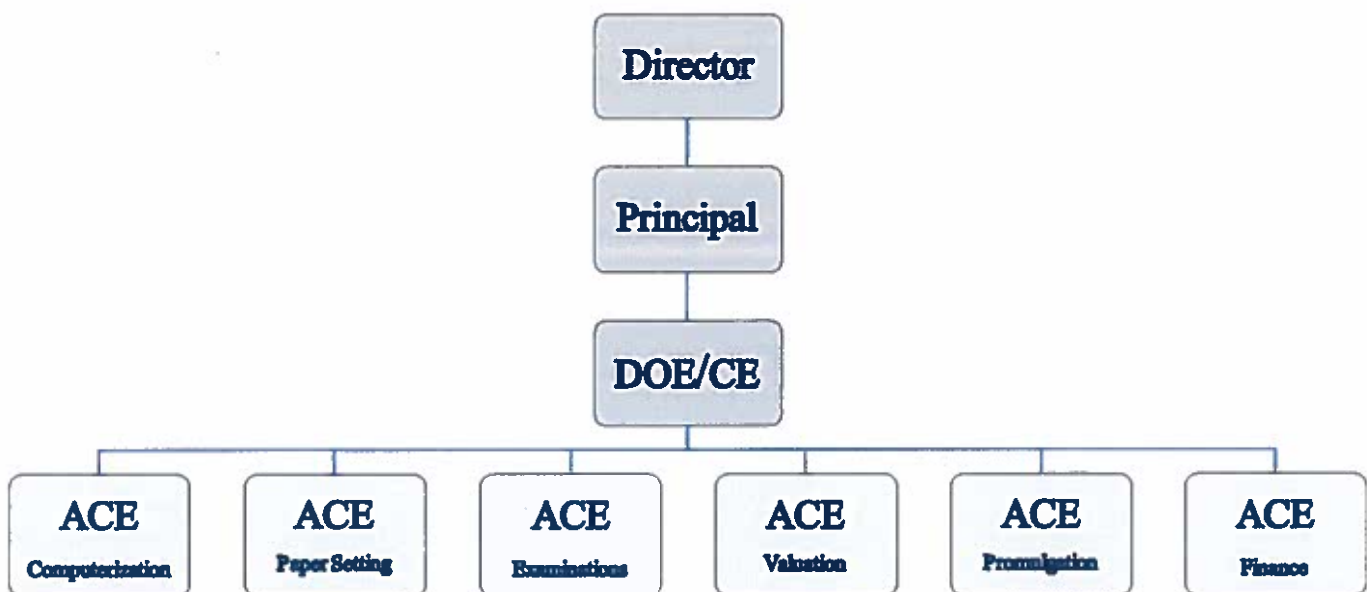 Director
Principal
DOE/CE
ACE
Computerization
ACE
Paper Setting
ACE
Examinations
ACE
Valuation
ACE
Promulgation
ACE
Finance